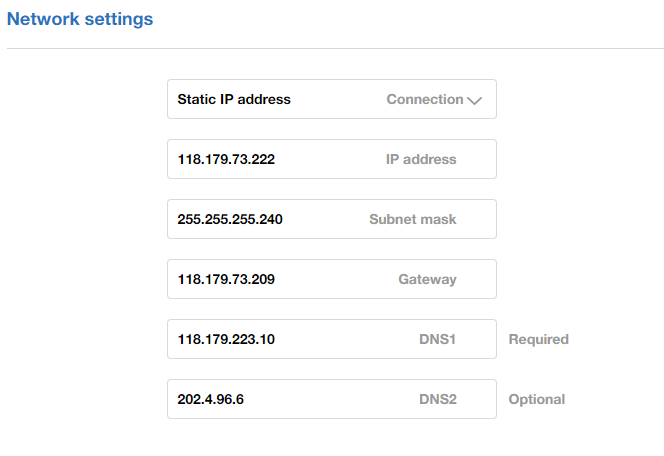 Network settings
Static IP address Connection
118.179.73.222 IP address
255.255.255.240 Subnet mask
118.179.73.209 Gateway
118.179.223.10 DNS1 Required
202.4.96.6 DNS2 Optional